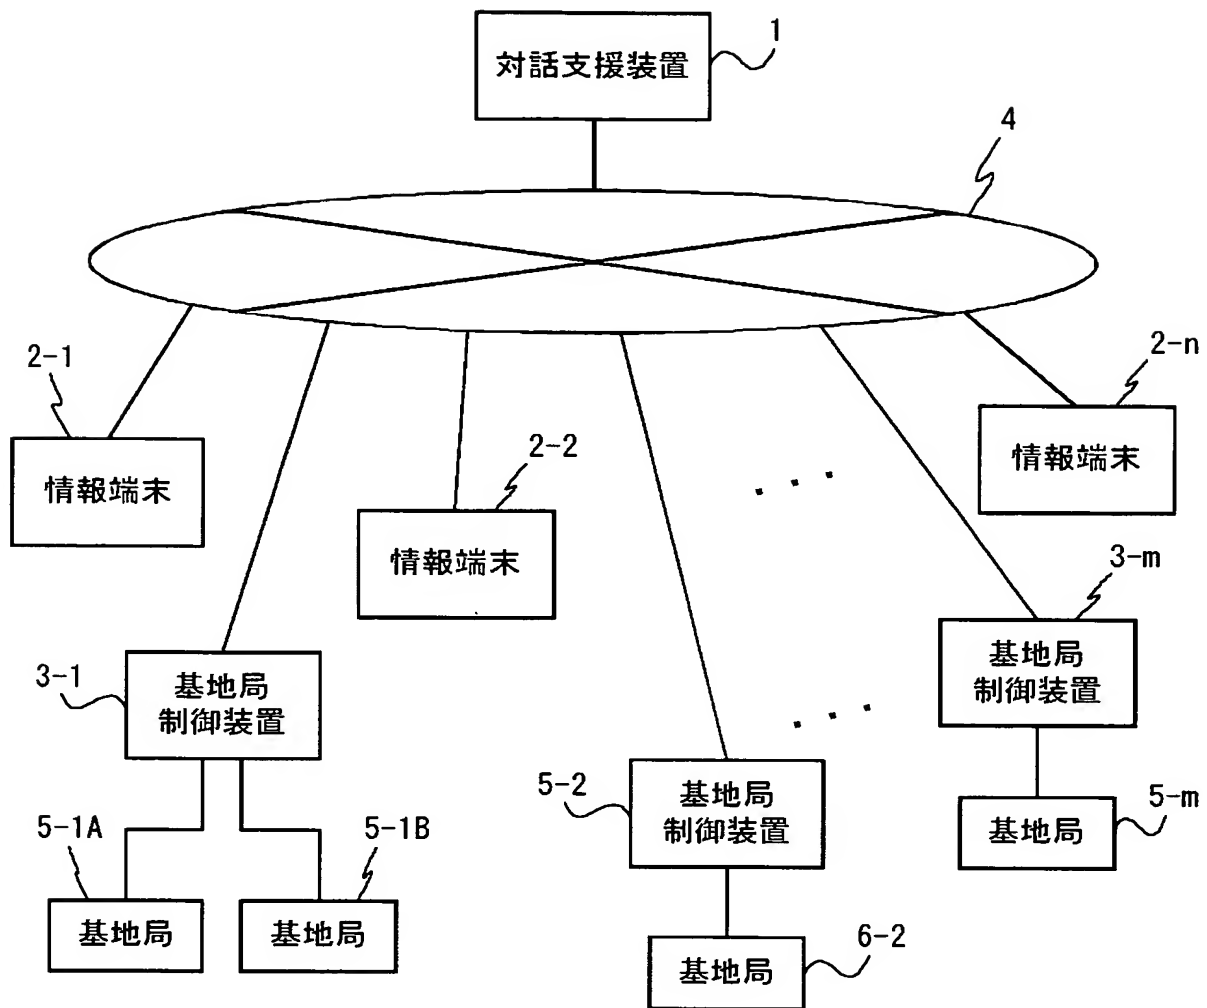 1
対話支援装置
4
2-1
2-n
情報端末
2-2
情報端末
情報端末
3-m
基地局
制御装置
3-1
基地局
制御装置
5-2
基地局
制御装置
5-m
基地局
5-1A
5-1B
基地局
基地局
6-2
基地局